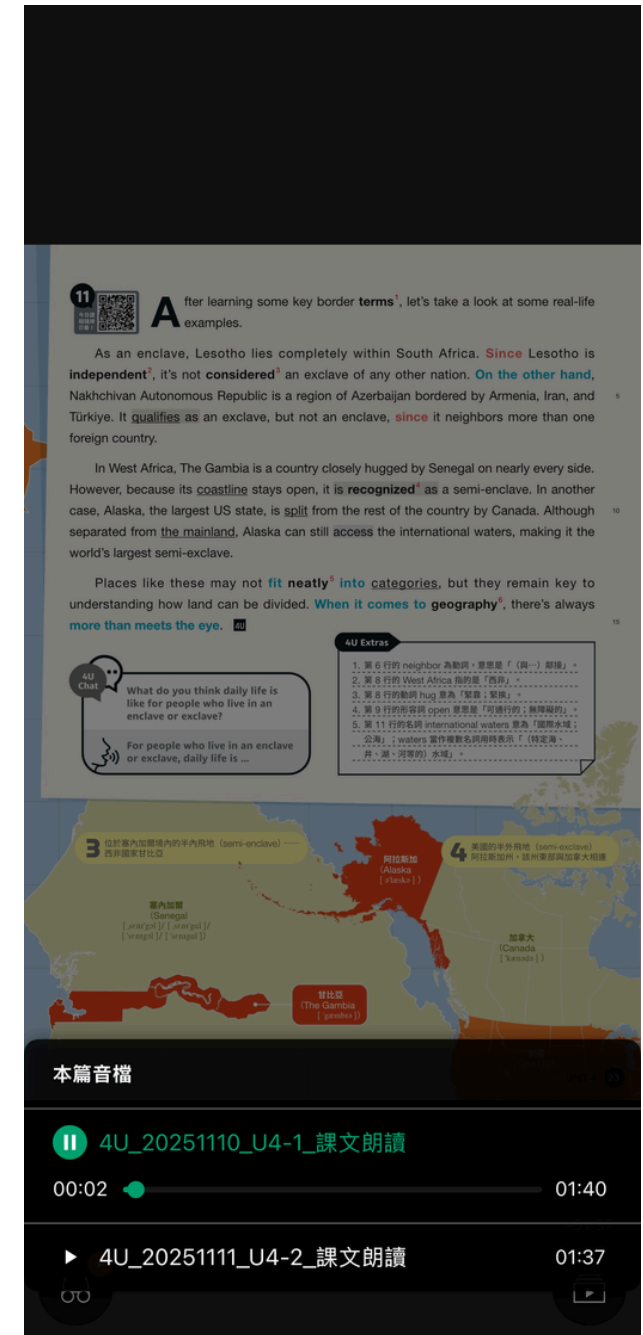 11
今日課
程隨掃
即看！
After learning some key border terms¹, let's take a look at some real-life
examples.
As an enclave, Lesotho lies completely within South Africa. Since Lesotho is
independent², it's not considered³ an exclave of any other nation. On the other hand,
Nakhchivan Autonomous Republic is a region of Azerbaijan bordered by Armenia, Iran, and
5
Türkiye. It qualifies as an exclave, but not an enclave, since it neighbors more than one
foreign country.
In West Africa, The Gambia is a country closely hugged by Senegal on nearly every side.
However, because its coastline stays open, it is recognized⁴ as a semi-enclave. In another
case, Alaska, the largest US state, is split from the rest of the country by Canada. Although
10
separated from the mainland, Alaska can still access the international waters, making it the
world's largest semi-exclave.
Places like these may not fit neatly⁵ into categories, but they remain key to
understanding how land can be divided. When it comes to geography⁶, there's always
more than meets the eye. 4U
15
4U
Chat
What do you think daily life is
like for people who live in an
enclave or exclave?
For people who live in an enclave
or exclave, daily life is ...
4U Extras
1. 第 6 行的 neighbor 為動詞，意思是「（與…）鄰接」。
2. 第 8 行的 West Africa 指的是「西非」。
3. 第 8 行的動詞 hug 意為「緊靠；緊挨」。
4. 第 9 行的形容詞 open 意思是「可通行的；無障礙的」。
5. 第 11 行的名詞 international waters 意為「國際水域；
公海」；waters 當作複數名詞用時表示「（特定海、
井、湖、河等的）水域」。
3 位於塞內加爾境內的半內飛地（semi-enclave）——
西非國家甘比亞
4 美國的半外飛地（semi-exclave）
阿拉斯加州，該州東部與加拿大相連
阿拉斯加
(Alaska
[ə`læskə])
塞內加爾
(Senegal
[ˌsɛnɪˋgɔl]/[ˌsɛnɪˋgɑl]/
[ˋsɛnɪgɔl]/[ˋsɛnɪgɑl])
加拿大
(Canada
[ˋkænədə])
甘比亞
(The Gambia
[ˋgæmbɪə])
本篇音檔
4U_20251110_U4-1_課文朗讀
00:02
01:40
4U_20251111_U4-2_課文朗讀
01:37